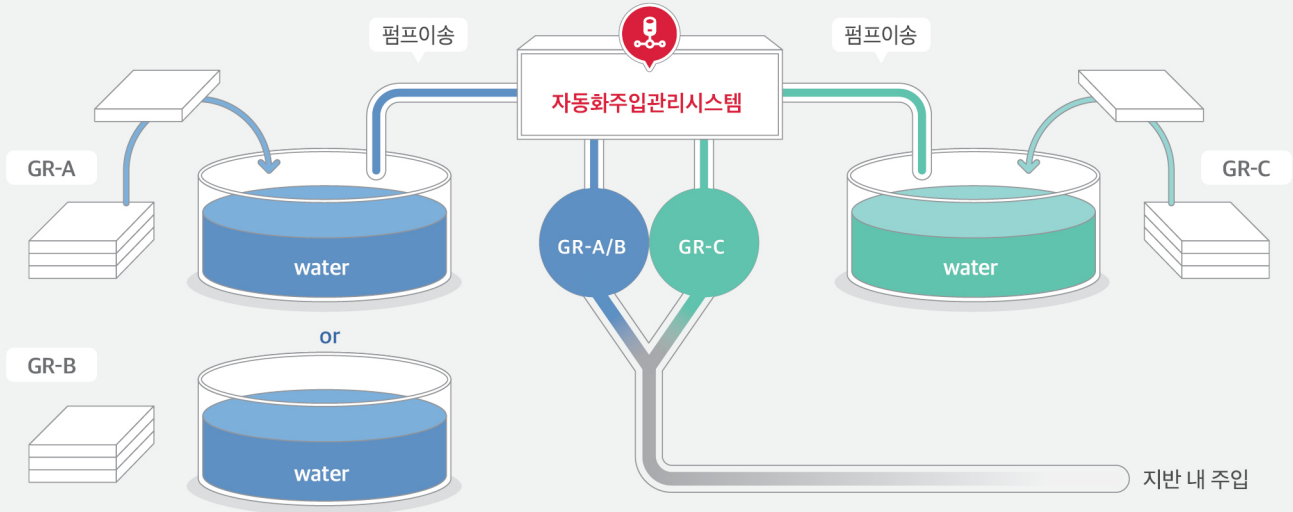 펌프이송
펌프이송
자동화주입관리시스템
GR-A
GR-C
water
GR-A/B
GR-C
water
or
GR-B
water
지반 내 주입